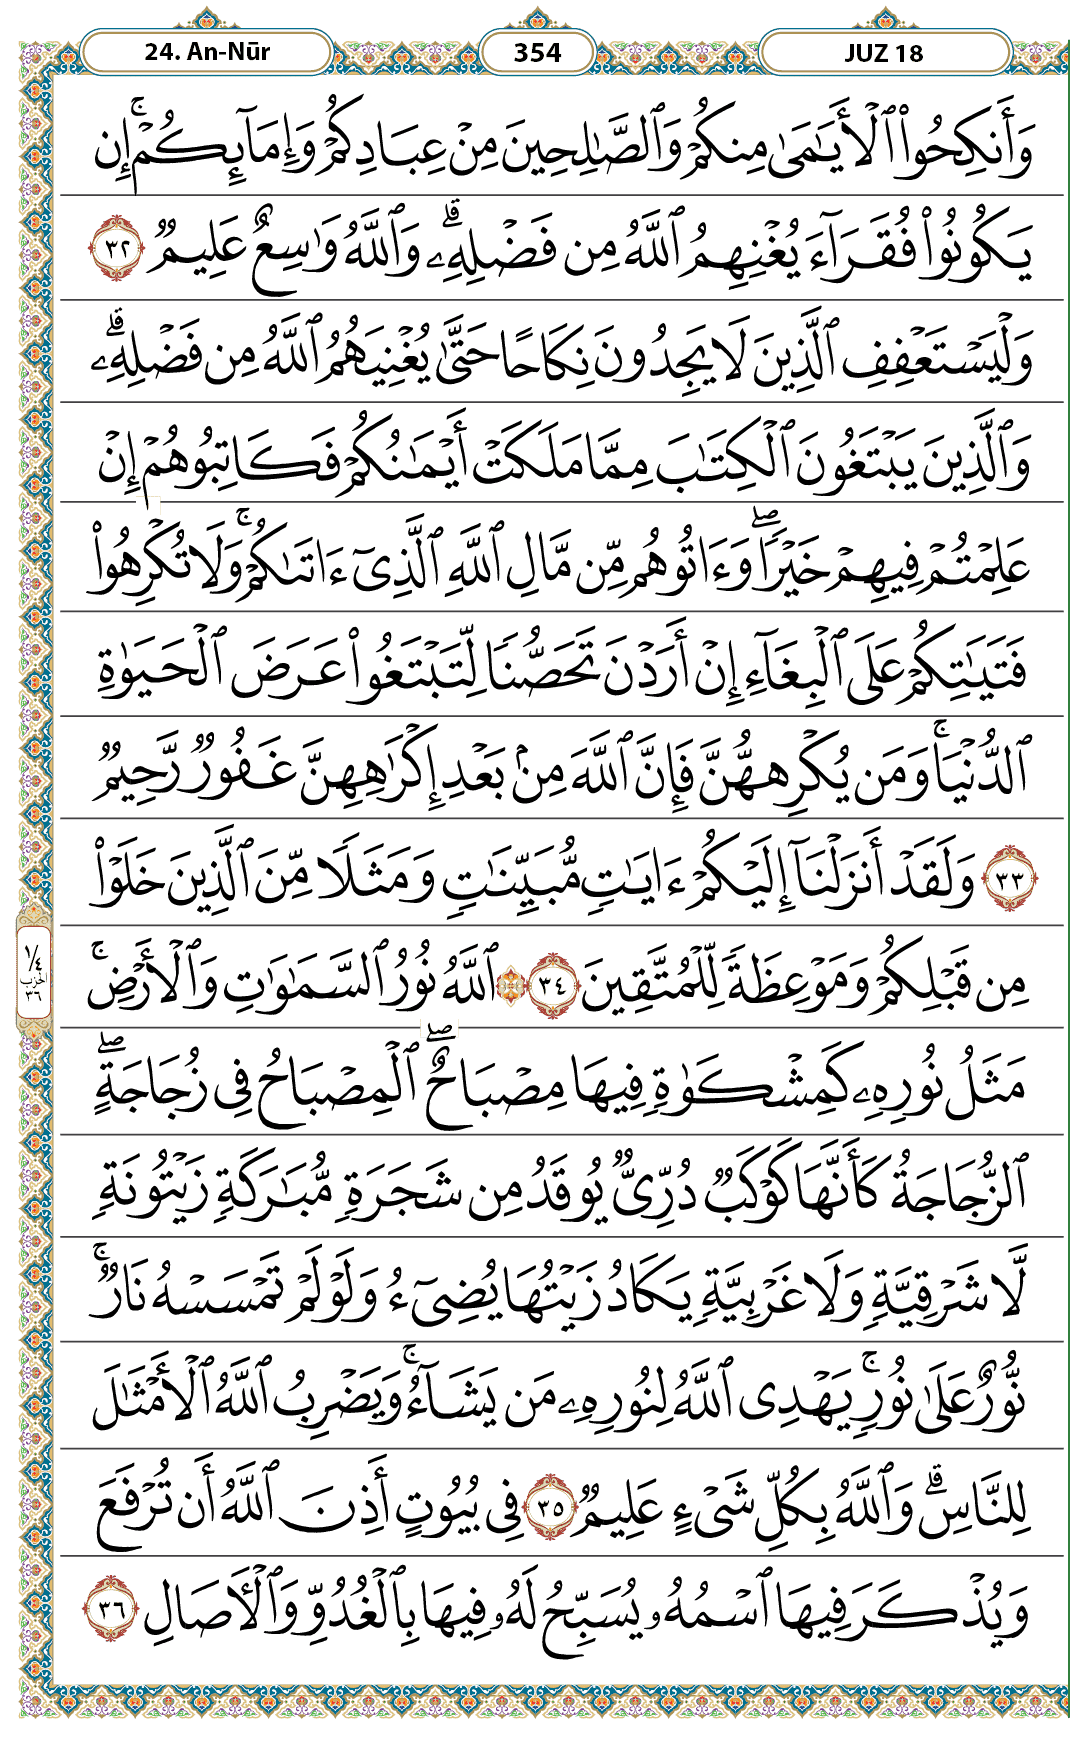 24. An-Nūr
354
JUZ 18
وَأَنكِحُوا۟ ٱلْأَيَـٰمَىٰ مِنكُمْ وَٱلصَّـٰلِحِينَ مِنْ عِبَادِكُمْ وَإِمَآئِكُمْ ۚ إِن
يَكُونُوا۟ فُقَرَآءَ يُغْنِهِمُ ٱللَّهُ مِن فَضْلِهِۦ ۗ وَٱللَّهُ وَٰسِعٌ عَلِيمٌ ٣٢
وَلْيَسْتَعْفِفِ ٱلَّذِينَ لَا يَجِدُونَ نِكَاحًا حَتَّىٰ يُغْنِيَهُمُ ٱللَّهُ مِن فَضْلِهِۦ ۗ
وَٱلَّذِينَ يَبْتَغُونَ ٱلْكِتَـٰبَ مِمَّا مَلَكَتْ أَيْمَـٰنُكُمْ فَكَاتِبُوهُمْ إِنْ
عَلِمْتُمْ فِيهِمْ خَيْرًا ۖ وَءَاتُوهُم مِّن مَّالِ ٱللَّهِ ٱلَّذِىٓ ءَاتَىٰكُمْ ۚ وَلَا تُكْرِهُوا۟
فَتَيَـٰتِكُمْ عَلَى ٱلْبِغَآءِ إِنْ أَرَدْنَ تَحَصُّنًا لِّتَبْتَغُوا۟ عَرَضَ ٱلْحَيَوٰةِ
ٱلدُّنْيَا ۚ وَمَن يُكْرِههُّنَّ فَإِنَّ ٱللَّهَ مِنۢ بَعْدِ إِكْرَٰهِهِنَّ غَفُورٌ رَّحِيمٌ
٣٣ وَلَقَدْ أَنزَلْنَآ إِلَيْكُمْ ءَايَـٰتٍ مُّبَيِّنَـٰتٍ وَمَثَلًا مِّنَ ٱلَّذِينَ خَلَوْا۟
مِن قَبْلِكُمْ وَمَوْعِظَةً لِّلْمُتَّقِينَ ٣٤ ۞ ٱللَّهُ نُورُ ٱلسَّمَـٰوَٰتِ وَٱلْأَرْضِ ۚ
١/٤ الحزب ٣٦
مَثَلُ نُورِهِۦ كَمِشْكَوٰةٍ فِيهَا مِصْبَاحٌ ۖ ٱلْمِصْبَاحُ فِى زُجَاجَةٍ ۖ
ٱلزُّجَاجَةُ كَأَنَّهَا كَوْكَبٌ دُرِّىٌّ يُوقَدُ مِن شَجَرَةٍ مُّبَـٰرَكَةٍ زَيْتُونَةٍ
لَّا شَرْقِيَّةٍ وَلَا غَرْبِيَّةٍ يَكَادُ زَيْتُهَا يُضِىٓءُ وَلَوْ لَمْ تَمْسَسْهُ نَارٌ ۚ
نُّورٌ عَلَىٰ نُورٍ ۗ يَهْدِى ٱللَّهُ لِنُورِهِۦ مَن يَشَآءُ ۚ وَيَضْرِبُ ٱللَّهُ ٱلْأَمْثَـٰلَ
لِلنَّاسِ ۗ وَٱللَّهُ بِكُلِّ شَىْءٍ عَلِيمٌ ٣٥ فِى بُيُوتٍ أَذِنَ ٱللَّهُ أَن تُرْفَعَ
وَيُذْكَرَ فِيهَا ٱسْمُهُۥ يُسَبِّحُ لَهُۥ فِيهَا بِٱلْغُدُوِّ وَٱلْـَٔاصَالِ ٣٦